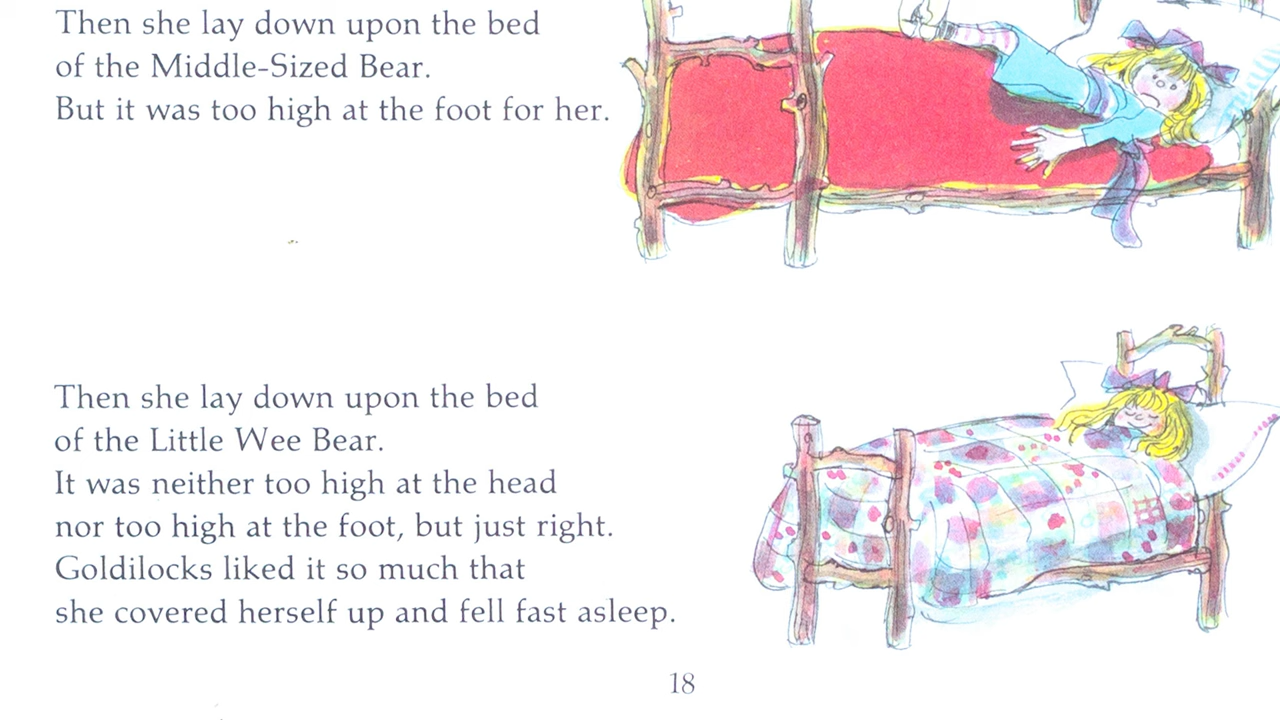 Then she lay down upon the bed
of the Middle-Sized Bear.
But it was too high at the foot for her.
Then she lay down upon the bed
of the Little Wee Bear.
It was neither too high at the head
nor too high at the foot, but just right.
Goldilocks liked it so much that
she covered herself up and fell fast asleep.
18